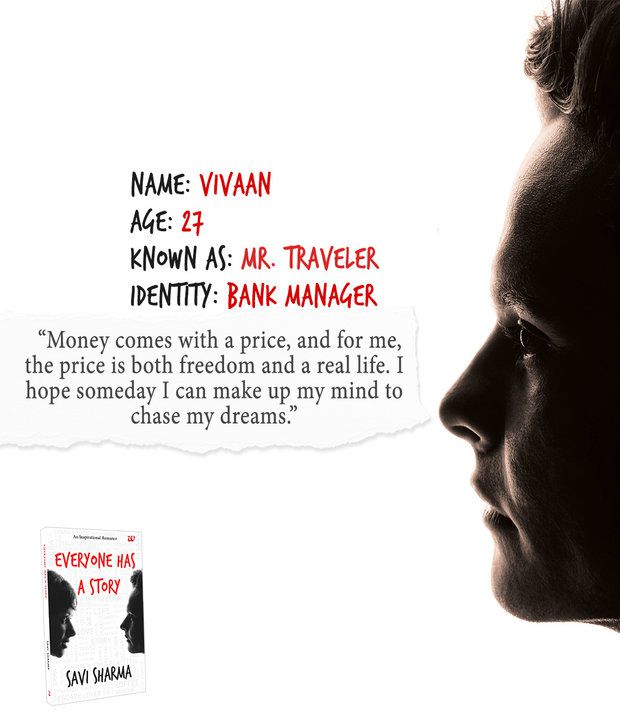 NAME: VIVAAN
AGE: 27
KNOWN AS: MR. TRAVELER
IDENTITY: BANK MANAGER
“Money comes with a price, and for me,
the price is both freedom and a real life. I
hope someday I can make up my mind to
chase my dreams.”
An Inspirational Romance
EVERYONE HAS
A STORY
SAVI SHARMA